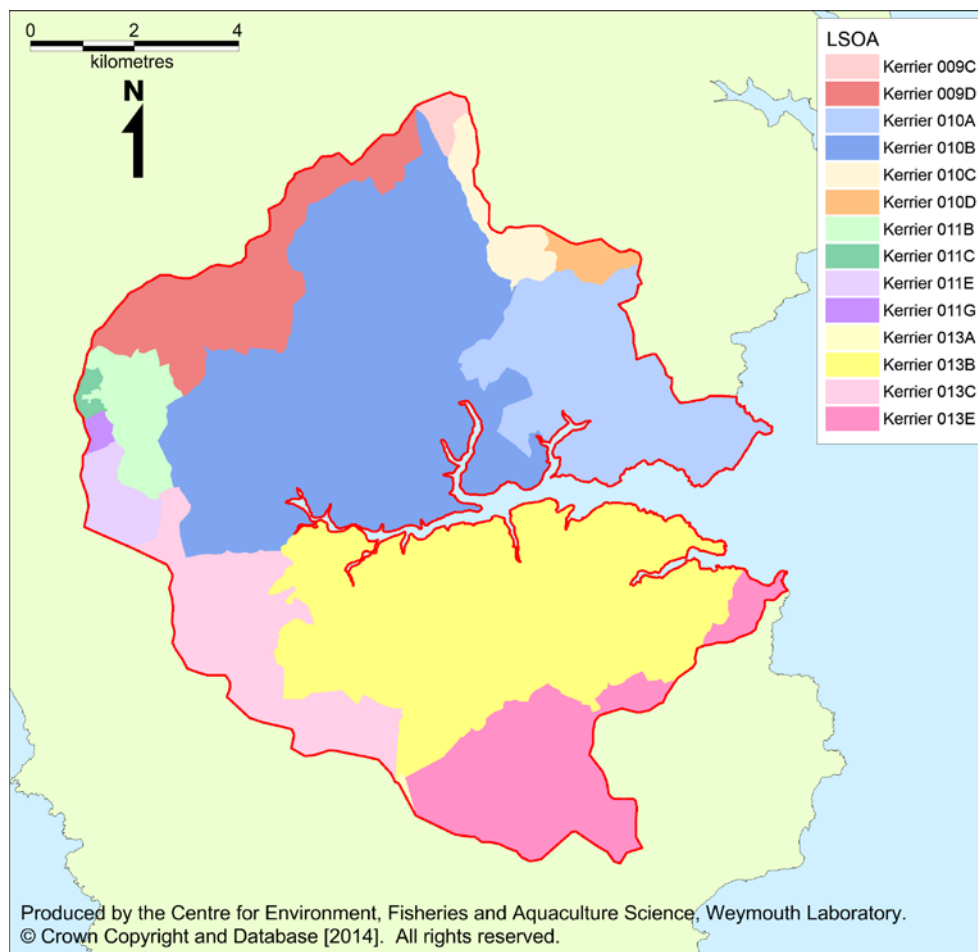 0 2 4
kilometres
N
LSOA
Kerrier 009C
Kerrier 009D
Kerrier 010A
Kerrier 010B
Kerrier 010C
Kerrier 010D
Kerrier 011B
Kerrier 011C
Kerrier 011E
Kerrier 011G
Kerrier 013A
Kerrier 013B
Kerrier 013C
Kerrier 013E
Produced by the Centre for Environment, Fisheries and Aquaculture Science, Weymouth Laboratory.
© Crown Copyright and Database [2014]. All rights reserved.